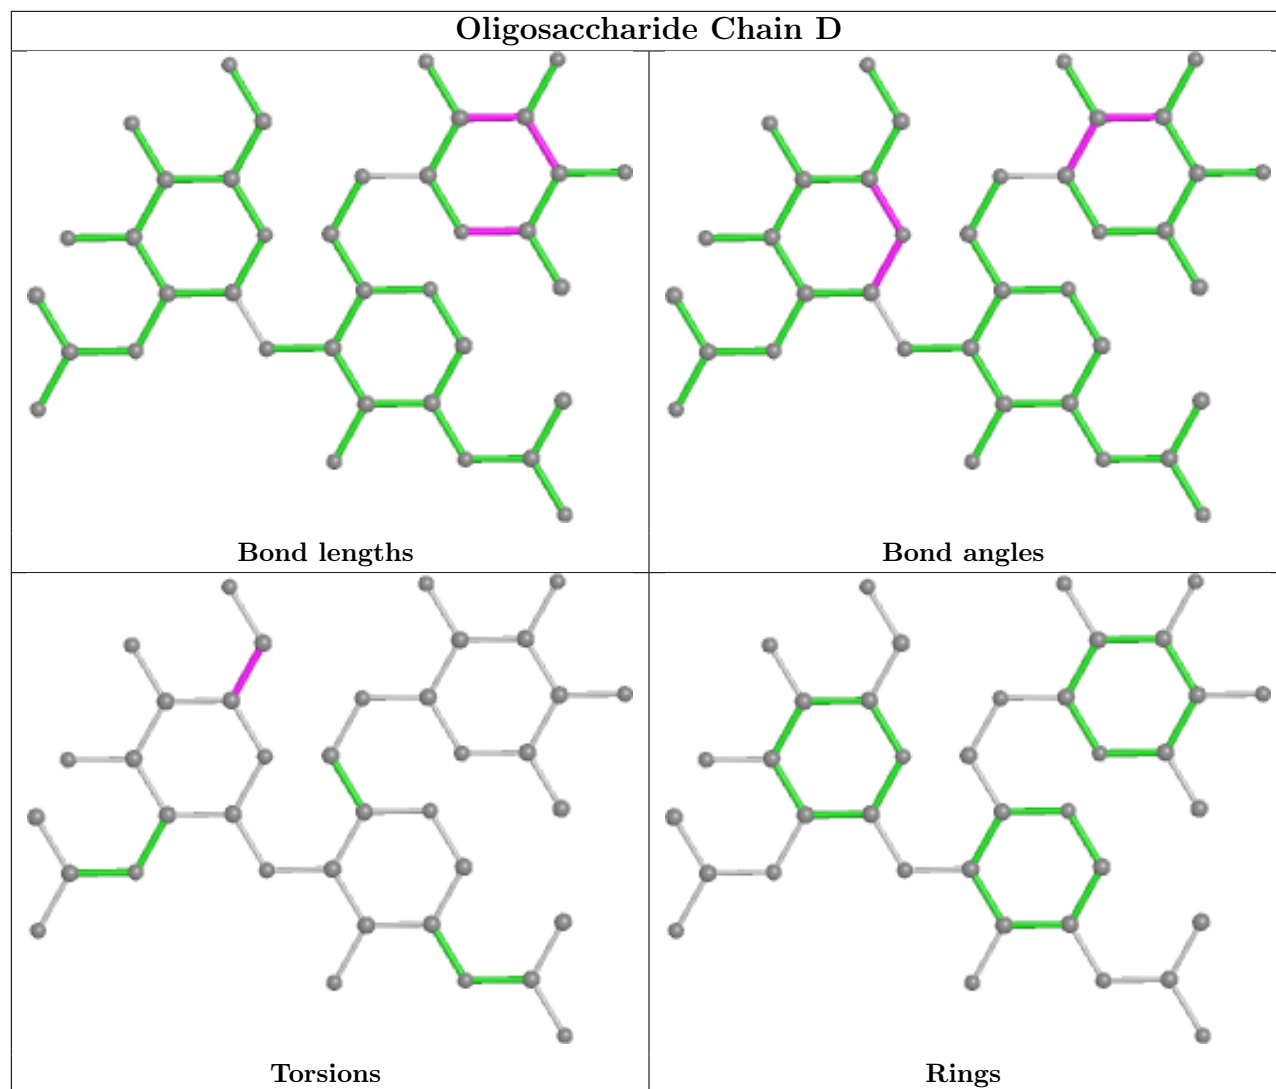 Oligosaccharide Chain D
Bond lengths
Bond angles
Torsions
Rings